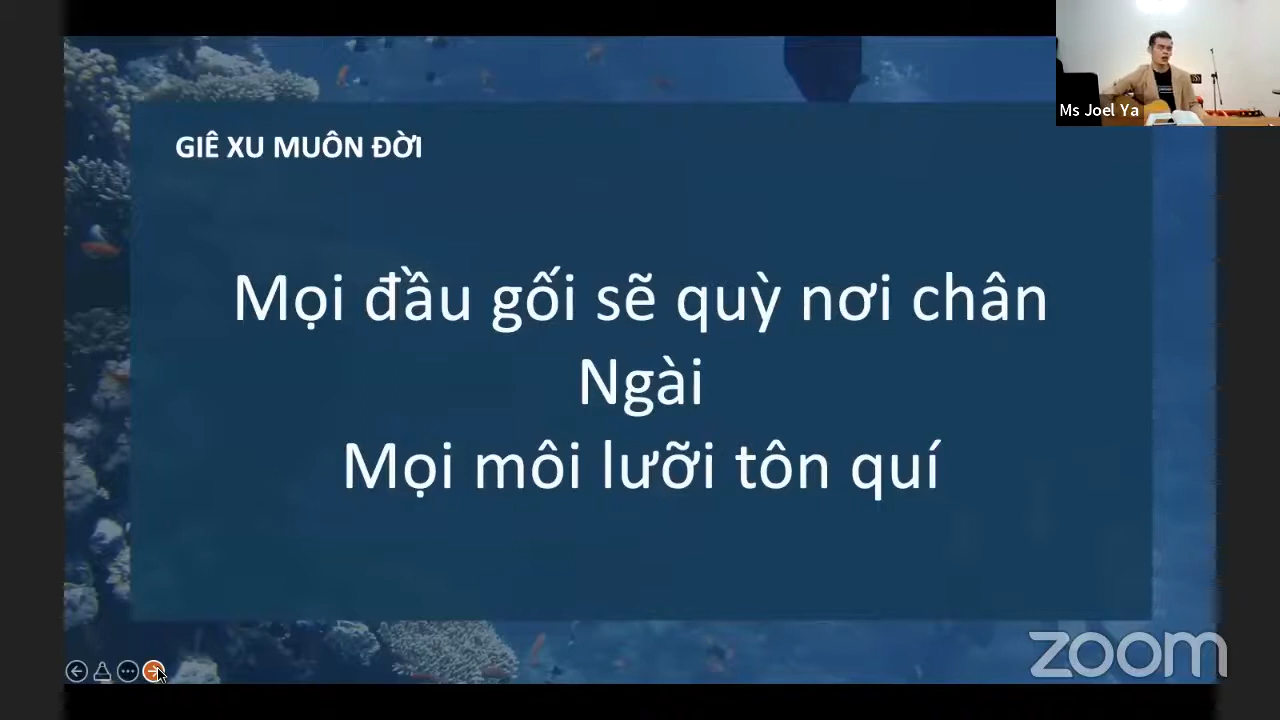 Ms Joel Ya
GIÊ XU MUÔN ĐỜI
Mọi đầu gối sẽ quỳ nơi chân
Ngài
Mọi môi lưỡi tôn quí
zoom